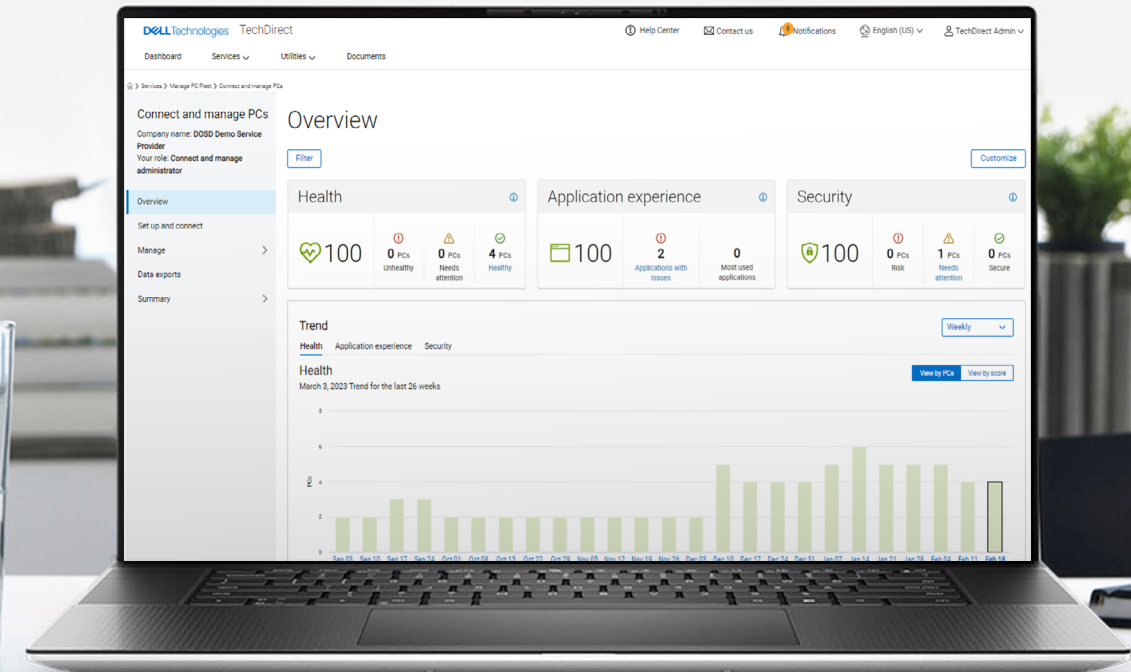 DELLTechnologies TechDirect
Help Center
Contact us
9
Notifications
English (US)
TechDirect Admin
Dashboard
Services
Utilities
Documents
Services > Manage PC Fleet > Connect and manage PCs
Connect and manage PCs
Company name: DOSD Demo Service
Provider
Your role: Connect and manage
administrator
Overview
Set up and connect
Manage
Data exports
Summary
Overview
Filter
Customize
Health
100
0 PCs
Unhealthy
0 PCs
Needs
attention
4 PCs
Healthy
Application experience
100
2
Applications with
Issues
0
Most used
applications
Security
100
0 PCs
Risk
1 PCs
Needs
attention
0 PCs
Secure
Trend
Weekly
Health
Application experience
Security
Health
March 3, 2023 Trend for the last 26 weeks
View by PCs
View by score
8
6
PCs
4
2
0
Sep 03 Sep 10 Sep 17 Sep 24 Oct 01 Oct 08 Oct 15 Oct 22 Oct 29 Nov 05 Nov 12 Nov 19 Nov 26 Dec 03 Dec 10 Dec 17 Dec 24 Dec 31 Jan 07 Jan 14 Jan 21 Jan 28 Feb 04 Feb 11 Feb 18